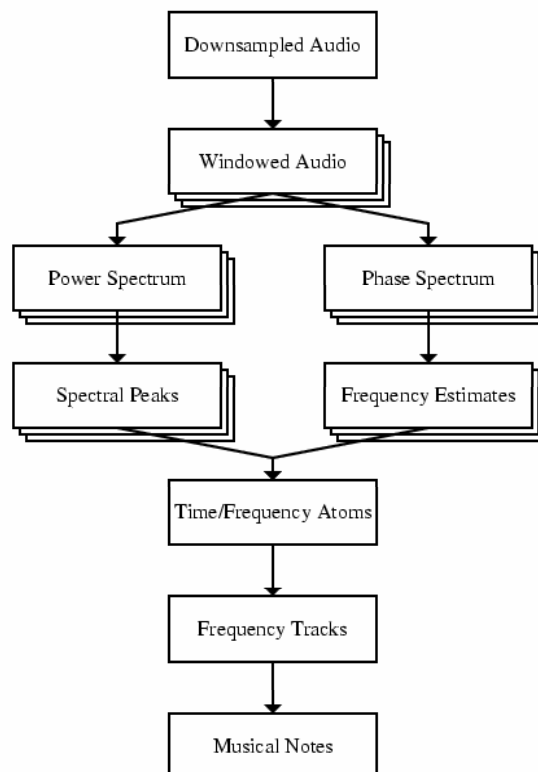 Downsampled Audio
Windowed Audio
Power Spectrum
Phase Spectrum
Spectral Peaks
Frequency Estimates
Time/Frequency Atoms
Frequency Tracks
Musical Notes